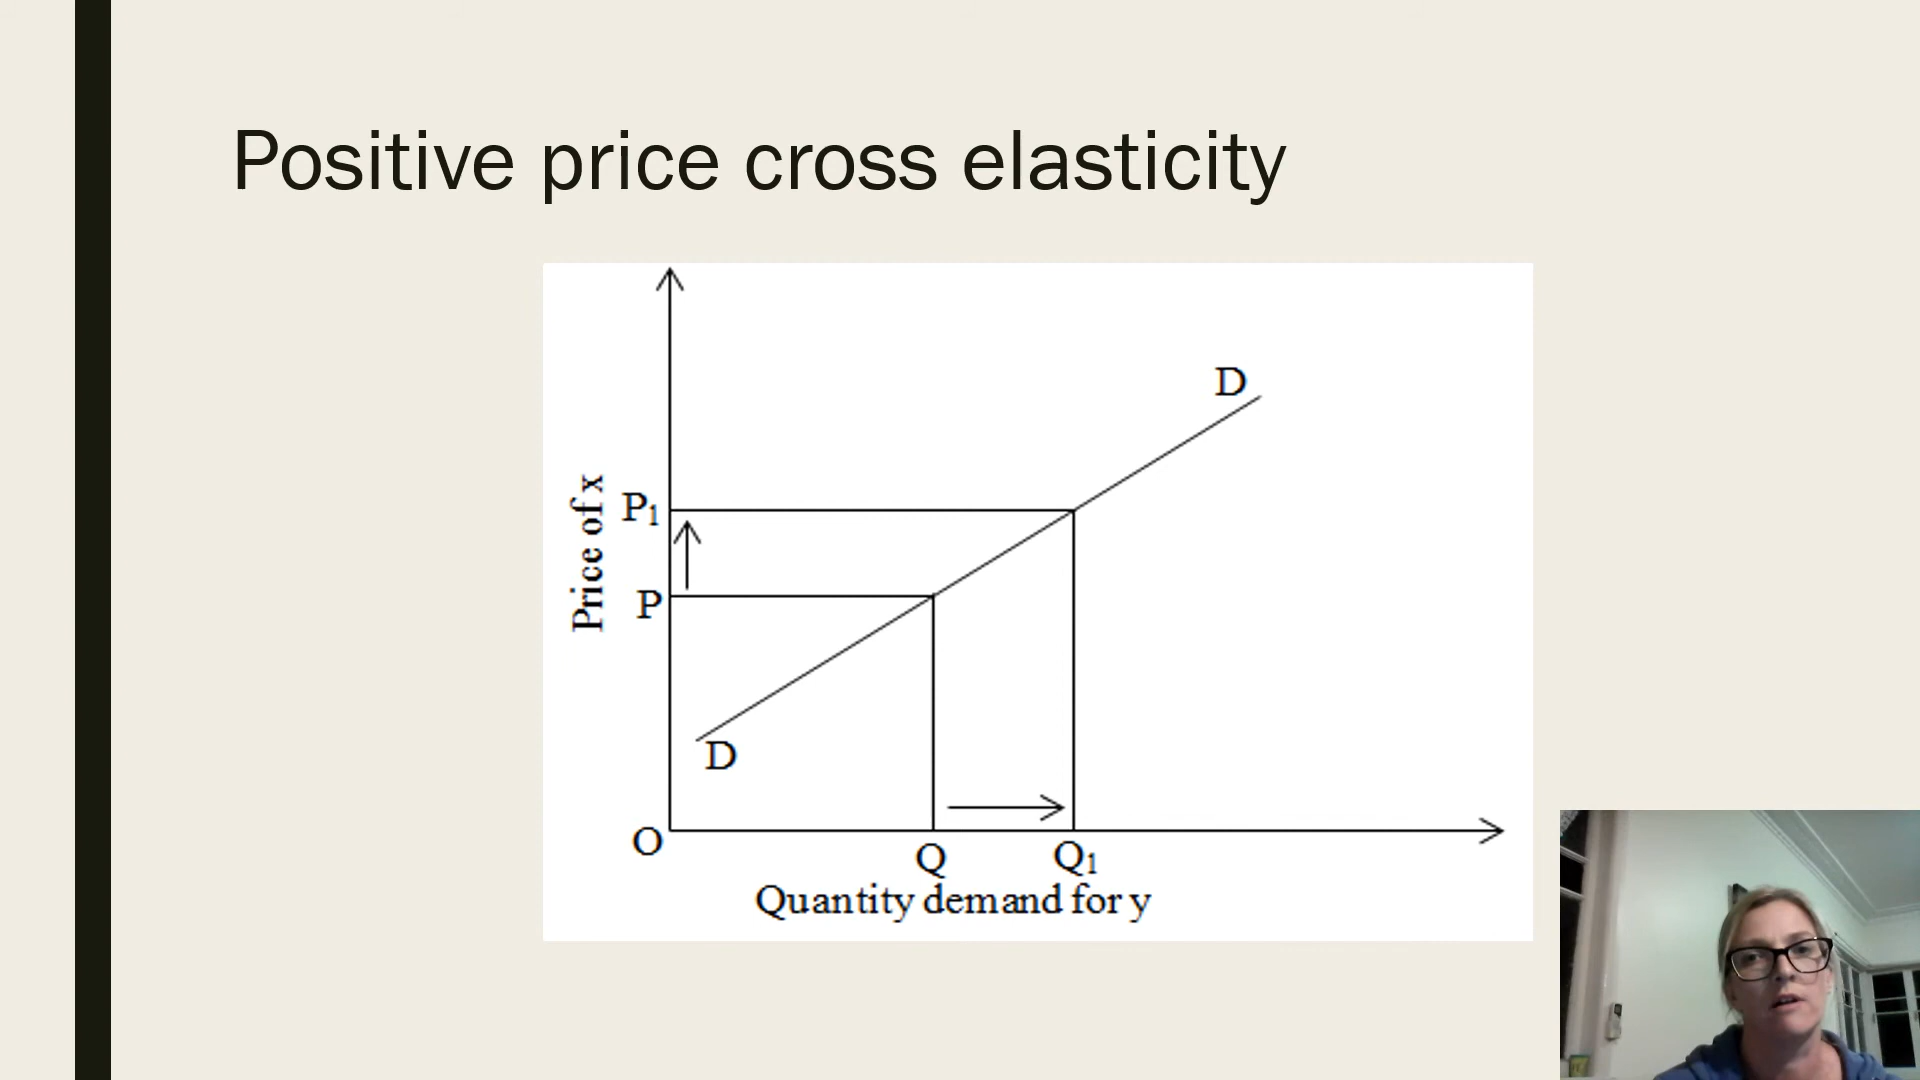 Positive price cross elasticity
D
Price of x
P₁
P
D
O
Q
Q₁
Quantity demand for y